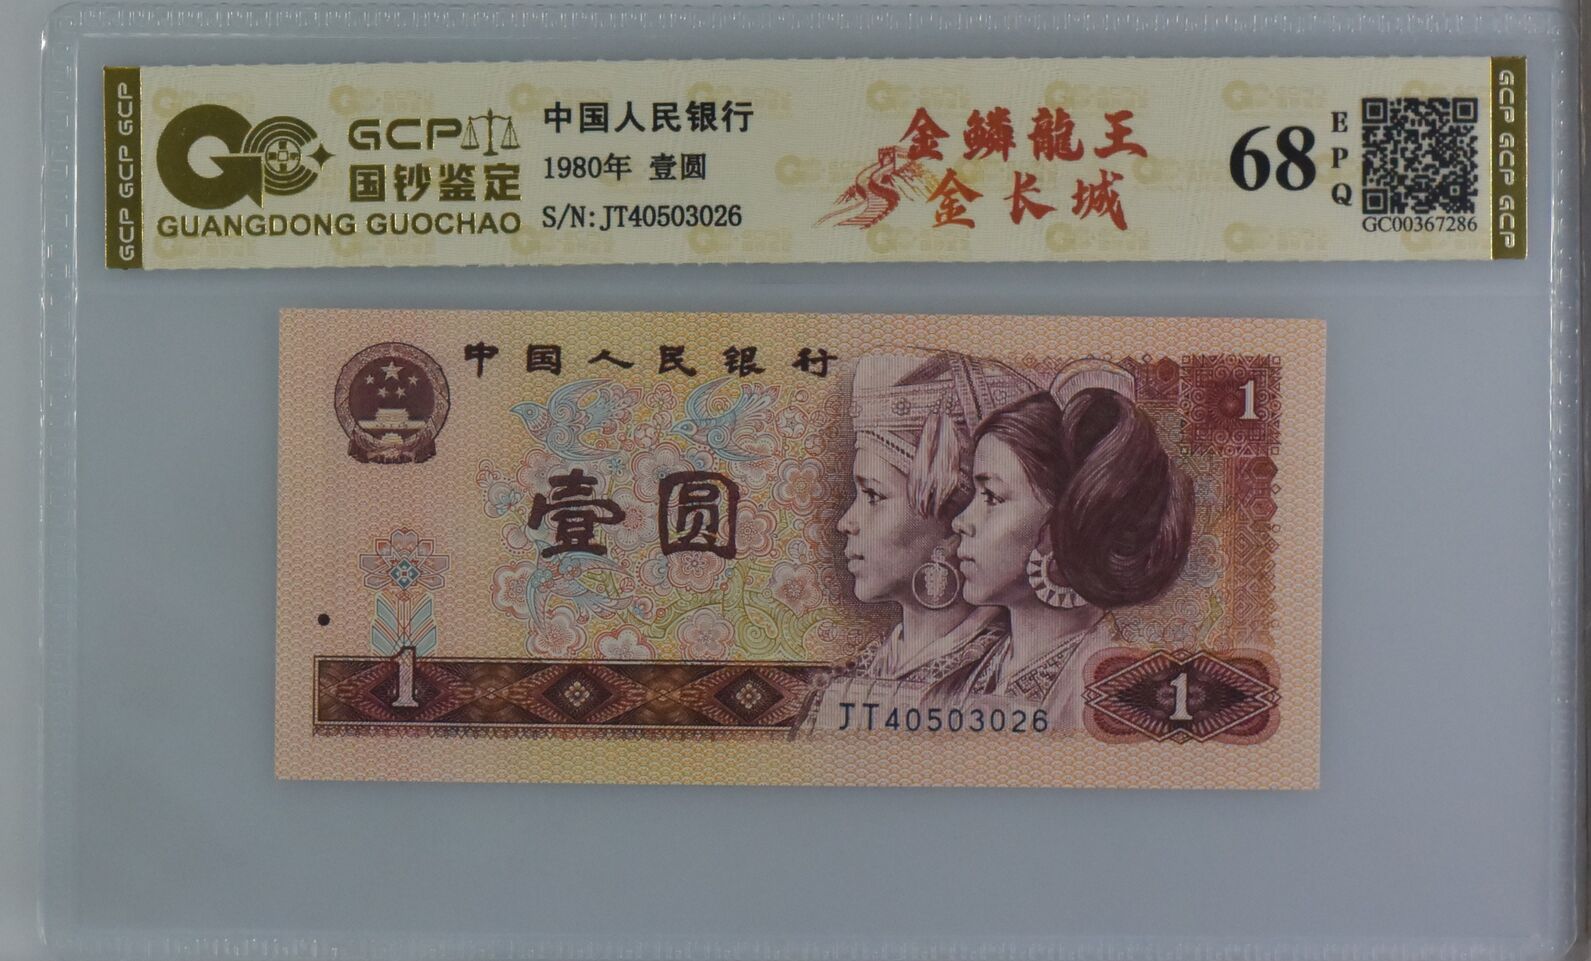 GCP GCP GCP
GCP
国钞鉴定
GUANGDONG GUOCHAO
中国人民银行
1980年 壹圆
S/N:JT40503026
金鳞龍王
金长城
68
EPQ
GC00367286
GCP GCP GCP
中国人民银行
1
壹圆
1
JT40503026
1